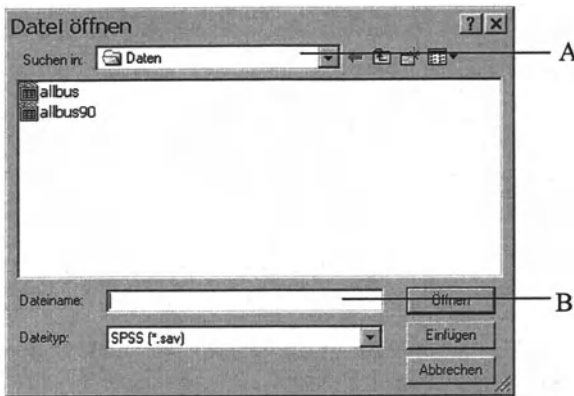 Datei öffnen
Suchen in: Daten A
allbus
allbus90
Dateiname: Öffnen B
Dateityp: SPSS (*.sav) Einfügen
Abbrechen